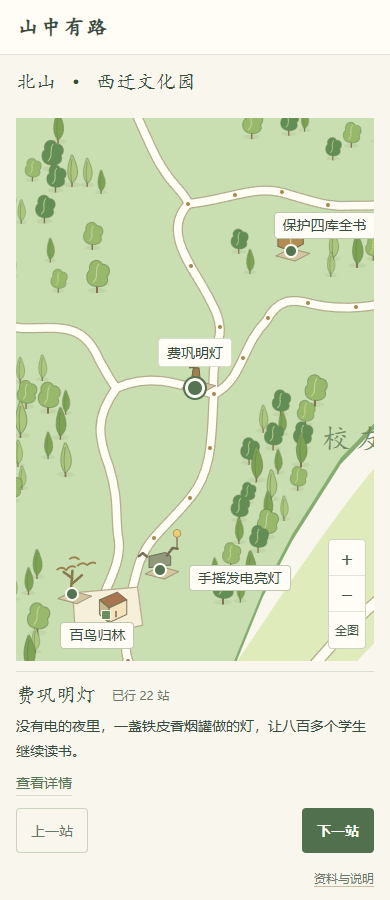 山中有路
北山 • 西迁文化园
保护四库全书
费巩明灯
校友
手摇发电亮灯
百鸟归林
+
−
全图
费巩明灯 已行 22 站
没有电的夜里，一盏铁皮香烟罐做的灯，让八百多个学生
继续读书。
查看详情
上一站
下一站
资料与说明